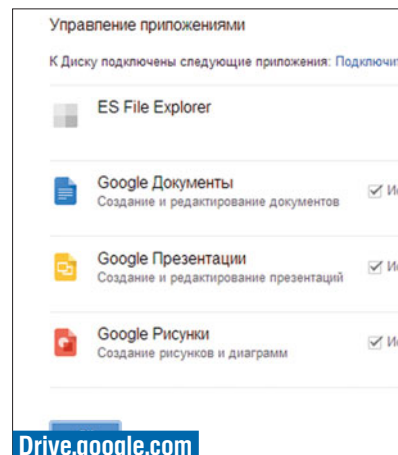 Управление приложениями
К Диску подключены следующие приложения:
ES File Explorer
Google Документы
Создание и редактирование документов
Google Презентации
Создание и редактирование презентаций
Google Рисунки
Создание рисунков и диаграмм
Drive.google.com